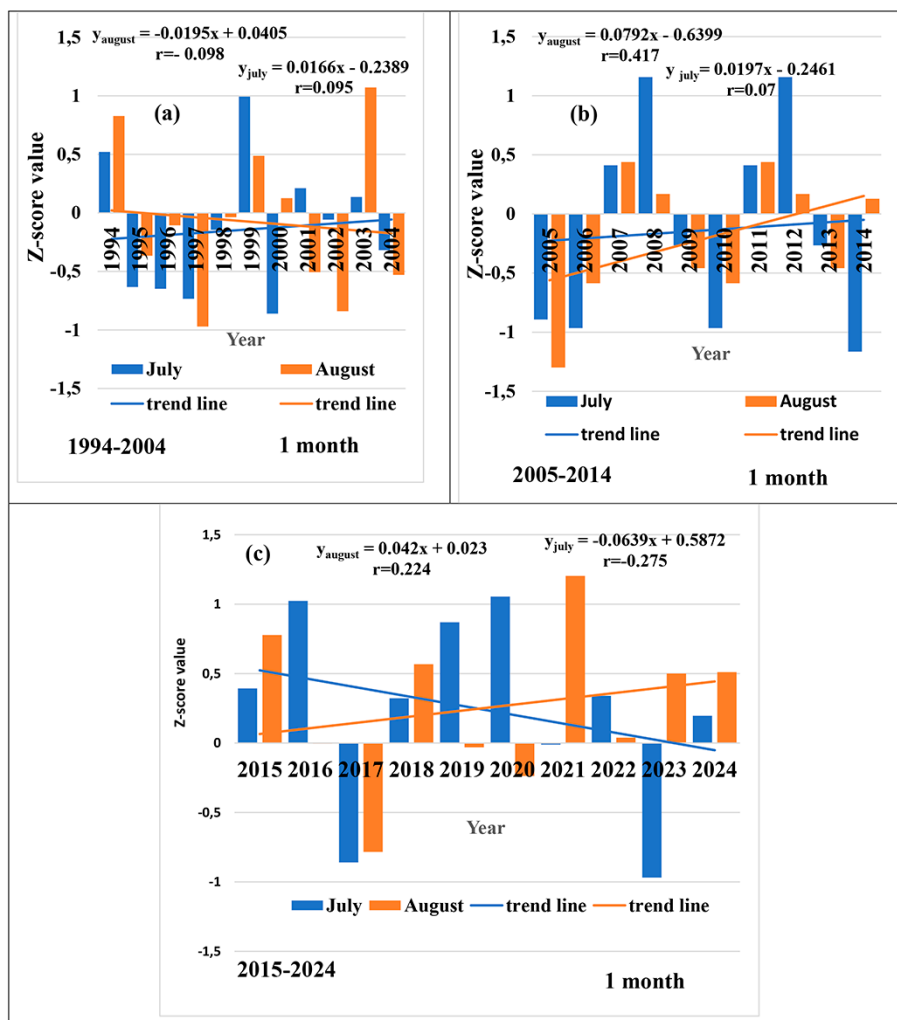 y_august = -0.0195x + 0.0405
r=- 0.098
y_july = 0.0166x - 0.2389
r=0.095
(a)
1,5
1
0,5
0
-0,5
-1
-1,5
Z-score value
1994 1995 1996 1997 1998 1999 2000 2001 2002 2003 2004
Year
July August
trend line trend line
1994-2004 1 month
y_august = 0.0792x - 0.6399
r=0.417
y_july = 0.0197x - 0.2461
r=0.07
(b)
1,5
1
0,5
0
-0,5
-1
-1,5
Z-score value
2005 2006 2007 2008 2009 2010 2011 2012 2013 2014
July August
trend line trend line
2005-2014 1 month
(c)
y_august = 0.042x + 0.023
r=0.224
y_july = -0.0639x + 0.5872
r=-0.275
1,5
1
0,5
0
-0,5
-1
-1,5
Z-score value
2015 2016 2017 2018 2019 2020 2021 2022 2023 2024
Year
July August trend line trend line
2015-2024
1 month